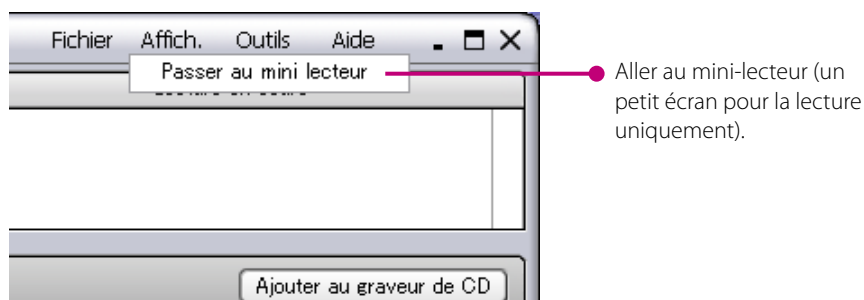 Fichier Affich. Outils Aide
Passer au mini lecteur
Aller au mini-lecteur (un
petit écran pour la lecture
uniquement).
Ajouter au graveur de CD